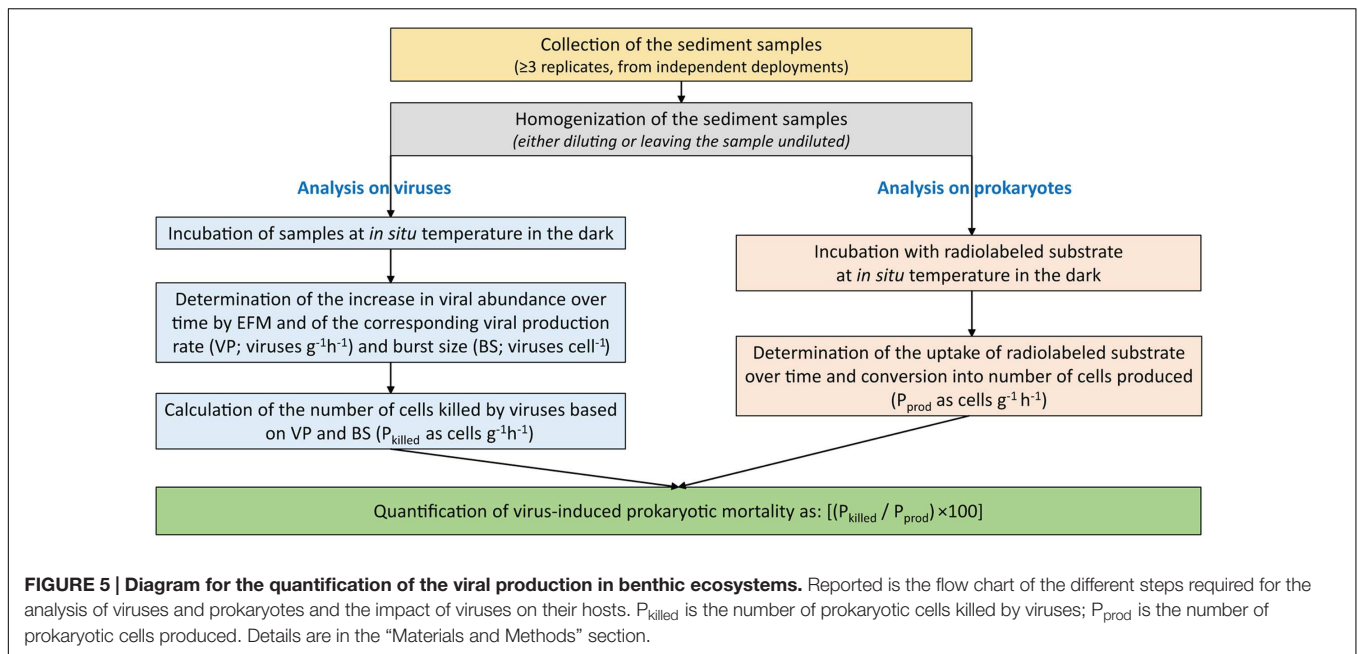 Collection of the sediment samples
(≥3 replicates, from independent deployments)
Homogenization of the sediment samples
(either diluting or leaving the sample undiluted)
Analysis on viruses
Analysis on prokaryotes
Incubation of samples at in situ temperature in the dark
Determination of the increase in viral abundance over
time by EFM and of the corresponding viral production
rate (VP; viruses g⁻¹h⁻¹) and burst size (BS; viruses cell⁻¹)
Calculation of the number of cells killed by viruses based
on VP and BS (P_killed as cells g⁻¹h⁻¹)
Incubation with radiolabeled substrate
at in situ temperature in the dark
Determination of the uptake of radiolabeled substrate
over time and conversion into number of cells produced
(P_prod as cells g⁻¹ h⁻¹)
Quantification of virus-induced prokaryotic mortality as: [(P_killed / P_prod) ×100]
FIGURE 5 | Diagram for the quantification of the viral production in benthic ecosystems. Reported is the flow chart of the different steps required for the
analysis of viruses and prokaryotes and the impact of viruses on their hosts. P_killed is the number of prokaryotic cells killed by viruses; P_prod is the number of
prokaryotic cells produced. Details are in the “Materials and Methods” section.